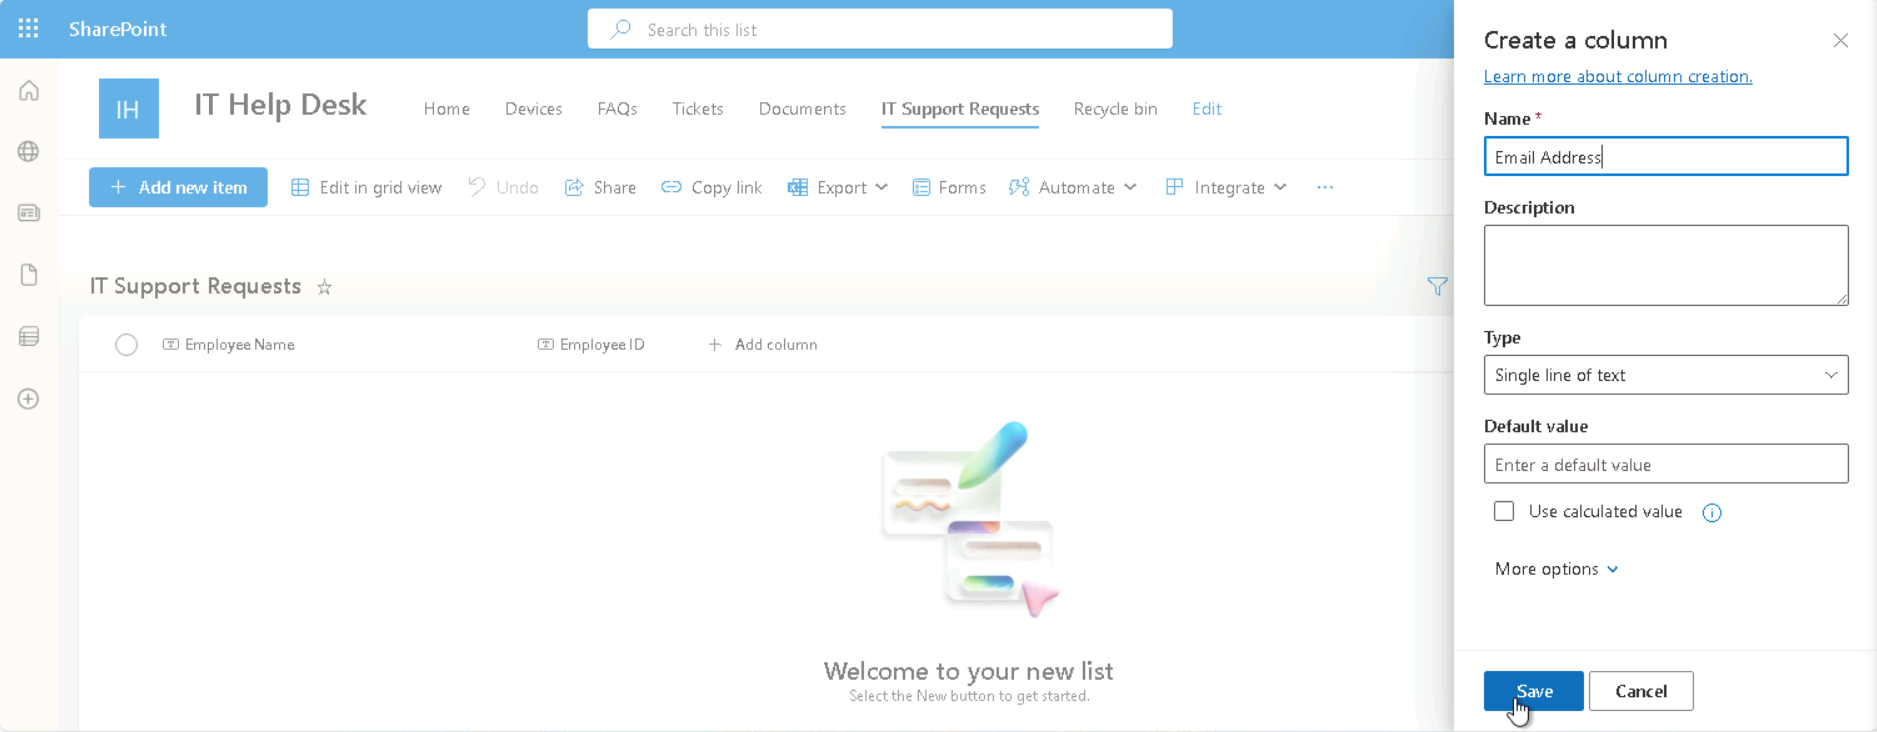 SharePoint
Search this list
IH
IT Help Desk
Home Devices FAQs Tickets Documents IT Support Requests Recycle bin Edit
Add new item Edit in grid view Undo Share Copy link Export Forms Automate Integrate ...
IT Support Requests
Employee Name Employee ID Add column
Welcome to your new list
Select the New button to get started.
Create a column
Learn more about column creation.
Name *
Email Address
Description
Type
Single line of text
Default value
Enter a default value
Use calculated value
More options
Save Cancel